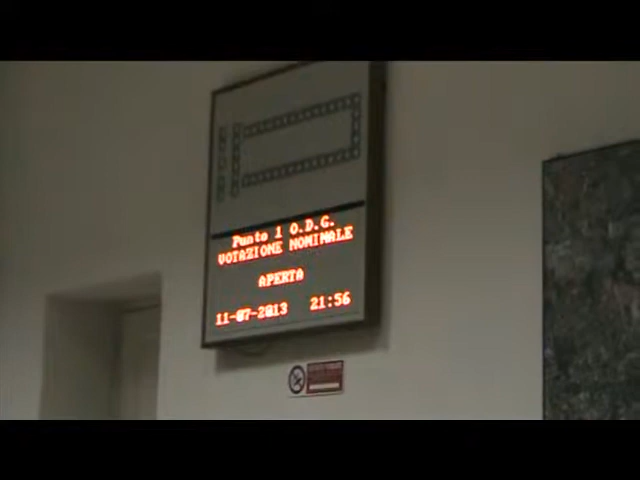 Punto 1 O.D.G.
VOTAZIONE NOMINALE
APERTA
11-07-2013 21:56